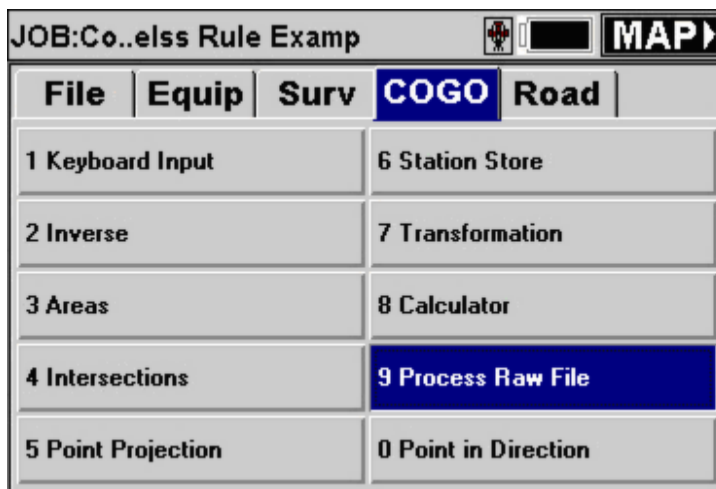 JOB:Co..elss Rule Examp MAP
File Equip Surv COGO Road
1 Keyboard Input 6 Station Store
2 Inverse 7 Transformation
3 Areas 8 Calculator
4 Intersections 9 Process Raw File
5 Point Projection 0 Point in Direction